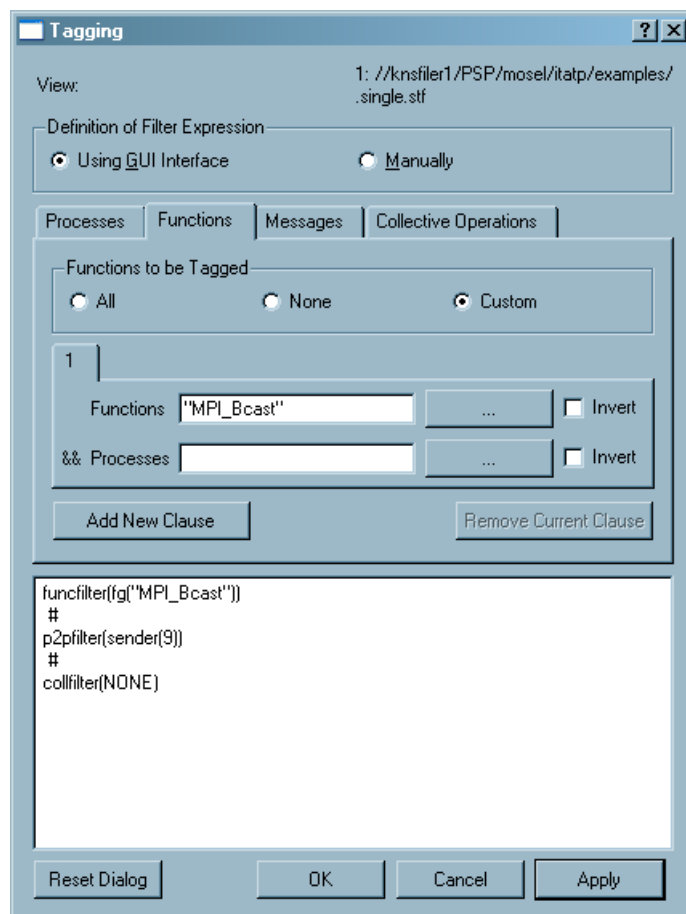 Tagging
View:
1: //knsfiler1/PSP/mosel/itatp/examples/
.single.stf
Definition of Filter Expression
Using GUI Interface
Manually
Processes
Functions
Messages
Collective Operations
Functions to be Tagged
All
None
Custom
1
Functions
"MPI_Bcast"
...
Invert
&& Processes
...
Invert
Add New Clause
Remove Current Clause
funcfilter(fg("MPI_Bcast"))
#
p2pfilter(sender(9))
#
collfilter(NONE)
Reset Dialog
OK
Cancel
Apply